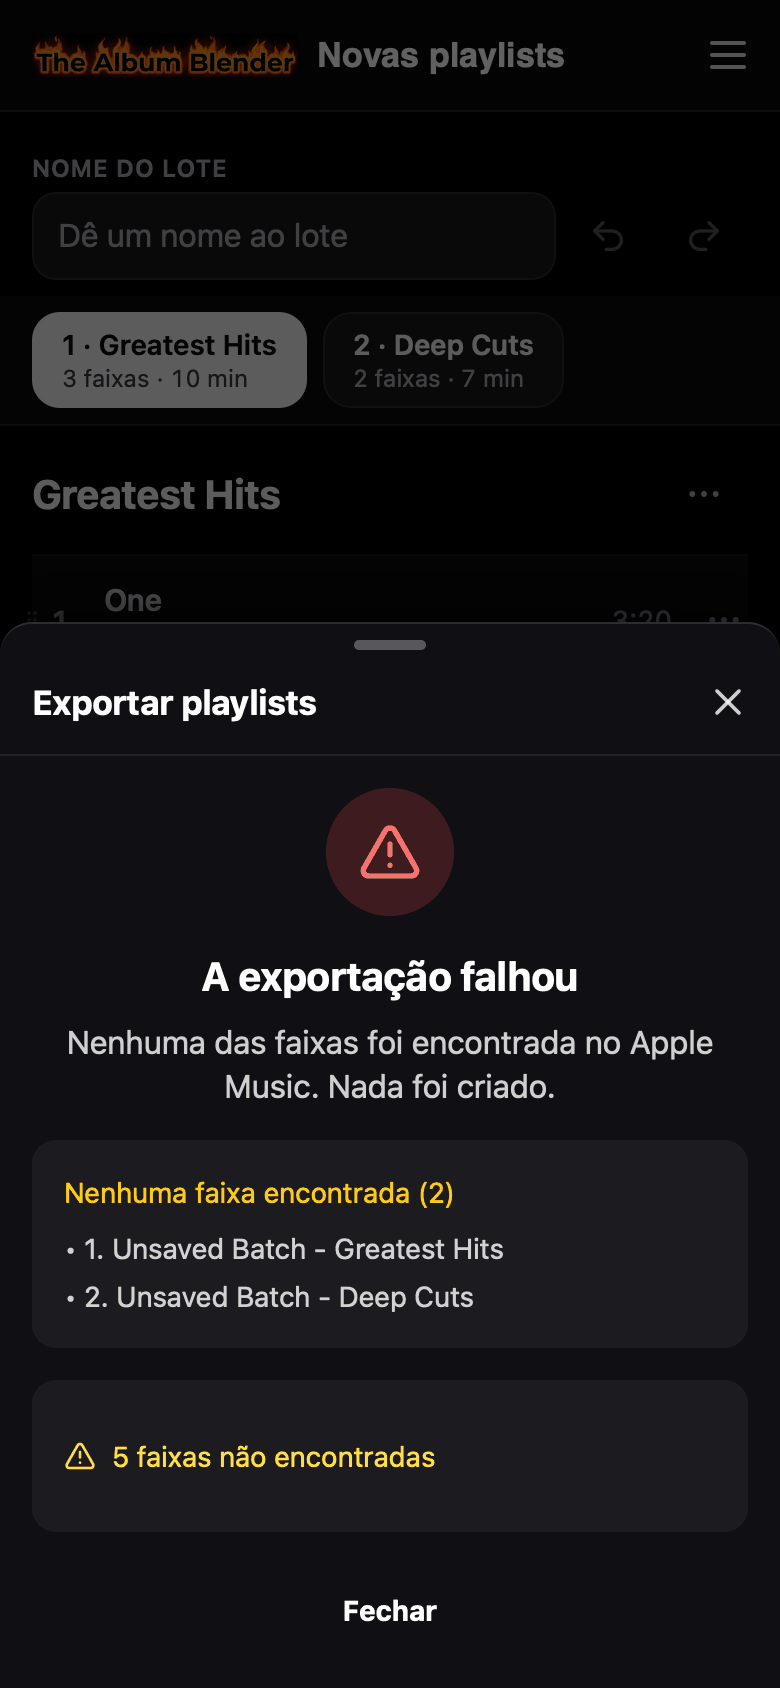 The Album Blender Novas playlists
NOME DO LOTE
Dê um nome ao lote
1 · Greatest Hits
3 faixas · 10 min
2 · Deep Cuts
2 faixas · 7 min
Greatest Hits
One
1 3:20
Exportar playlists
A exportação falhou
Nenhuma das faixas foi encontrada no Apple
Music. Nada foi criado.
Nenhuma faixa encontrada (2)
• 1. Unsaved Batch - Greatest Hits
• 2. Unsaved Batch - Deep Cuts
5 faixas não encontradas
Fechar